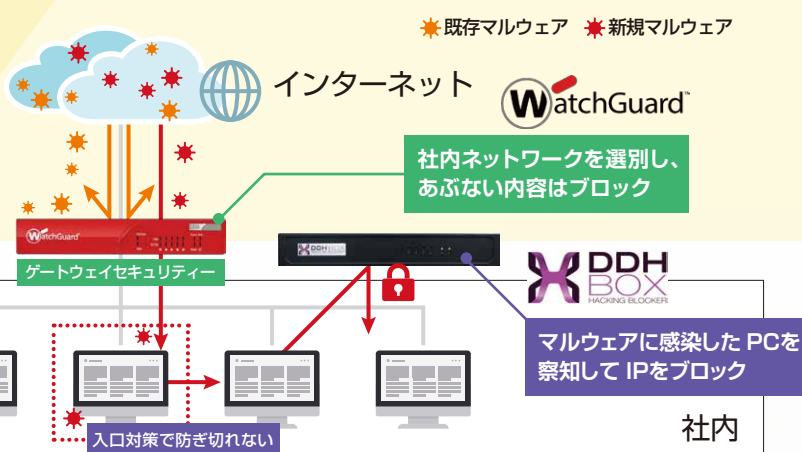 既存マルウェア 新規マルウェア
インターネット
WatchGuard
社内ネットワークを選別し、
あぶない内容はブロック
WatchGuard
ゲートウェイセキュリティー
DDHBOX
DDH
BOX
HACKING BLOCKER
マルウェアに感染した PCを
察知して IPをブロック
入口対策で防ぎ切れない
社内